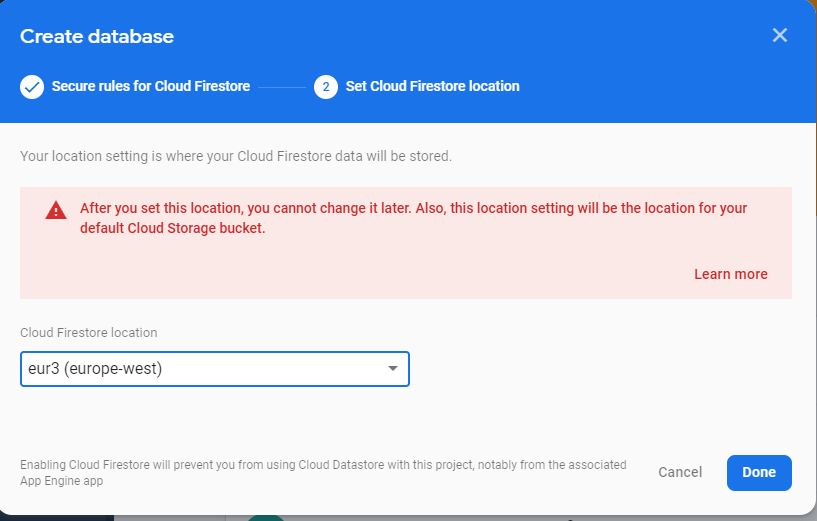 Create database
Secure rules for Cloud Firestore
2 Set Cloud Firestore location
Your location setting is where your Cloud Firestore data will be stored.
After you set this location, you cannot change it later. Also, this location setting will be the location for your
default Cloud Storage bucket.
Learn more
Cloud Firestore location
eur3 (europe-west)
Enabling Cloud Firestore will prevent you from using Cloud Datastore with this project, notably from the associated
App Engine app
Cancel
Done